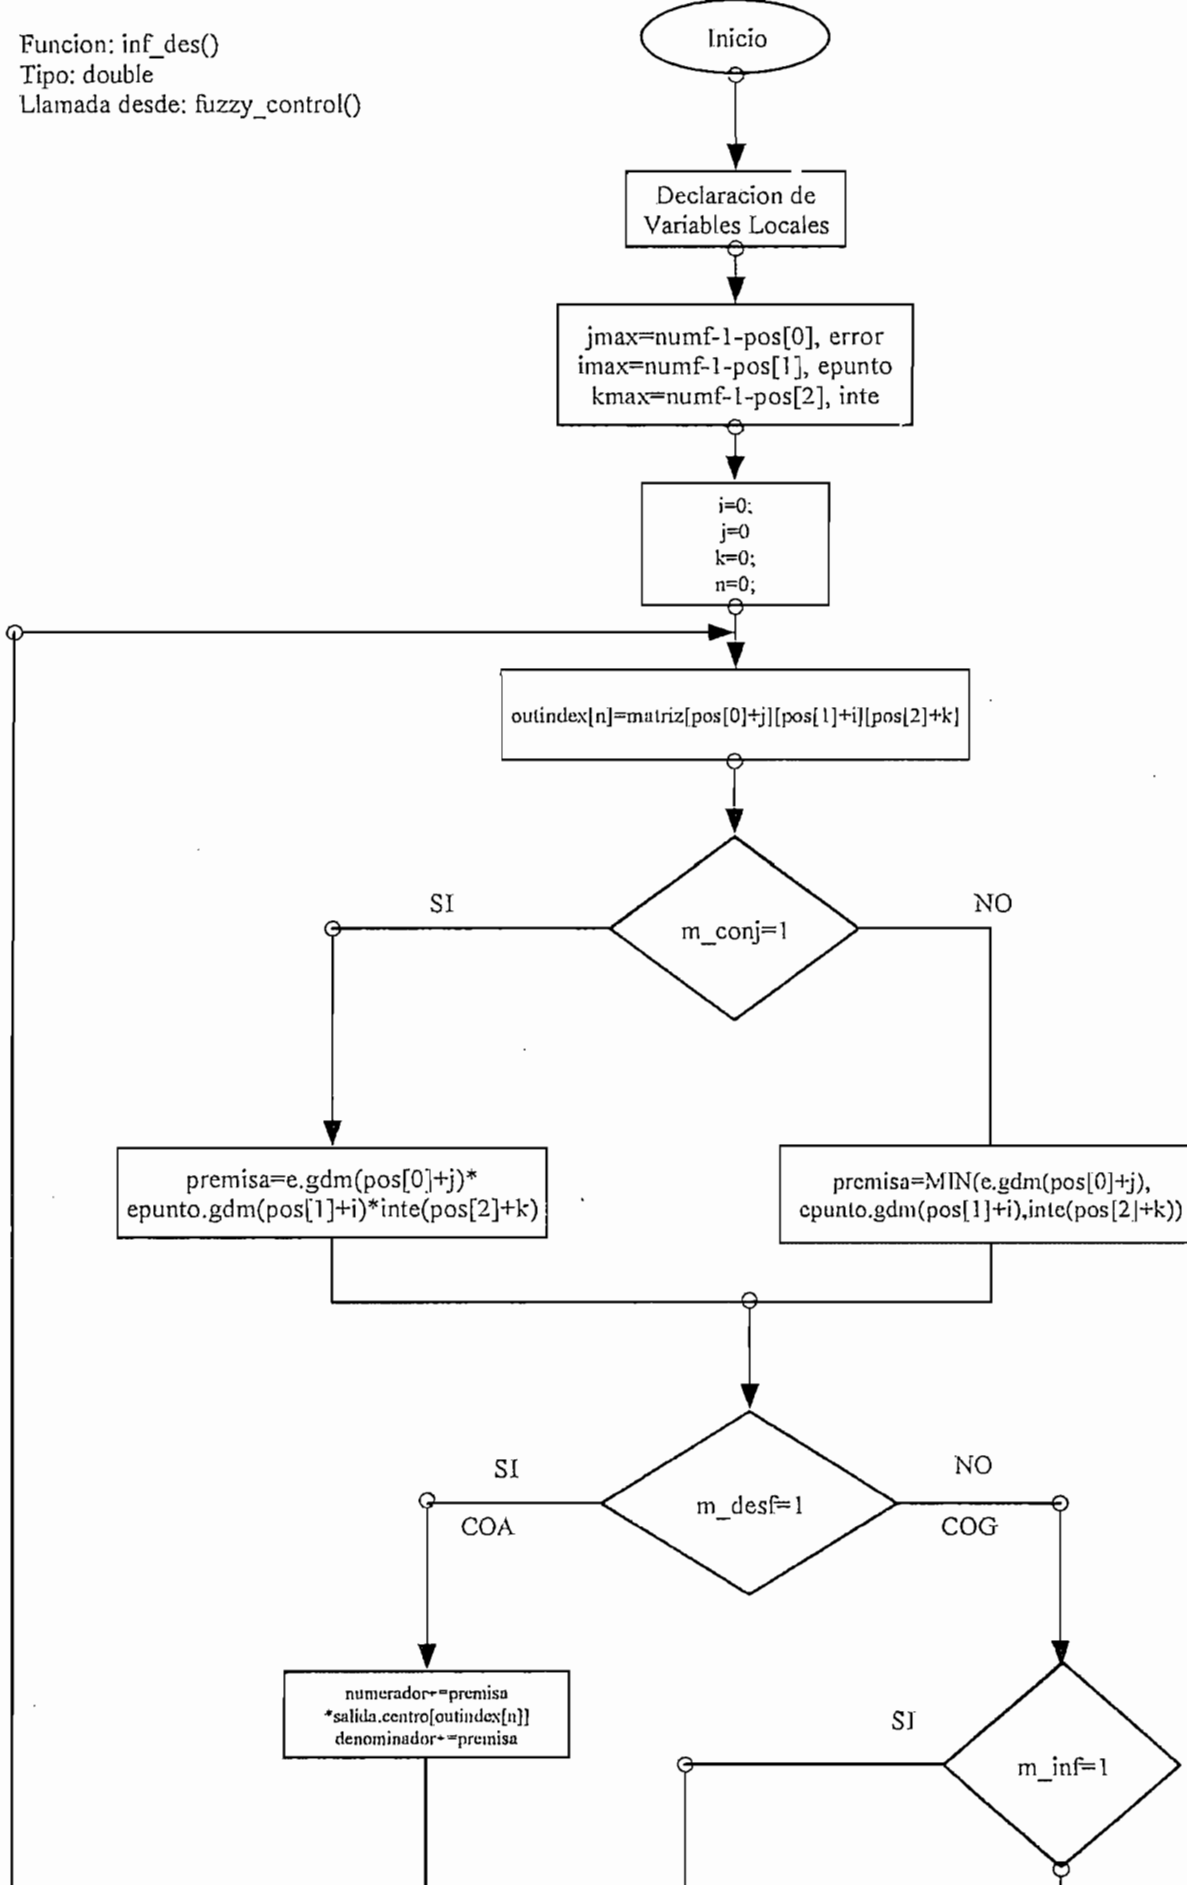 Funcion: inf_des()
Tipo: double
Llamada desde: fuzzy_control()
Inicio
Declaracion de
Variables Locales
jmax=numf-1-pos[0], error
imax=numf-1-pos[1], epunto
kmax=numf-1-pos[2], inte
i=0;
j=0
k=0;
n=0;
outindex[n]=matriz[pos[0]+j][pos[1]+i][pos[2]+k]
m_conj=1
SI
NO
premisa=e.gdm(pos[0]+j)*
epunto.gdm(pos[1]+i)*inte(pos[2]+k)
premisa=MIN(e.gdm(pos[0]+j),
epunto.gdm(pos[1]+i),inte(pos[2]+k))
m_desf=1
SI
COA
NO
COG
numerador+=premisa
*salida.centro[outindex[n]]
denominador+=premisa
SI
m_inf=1